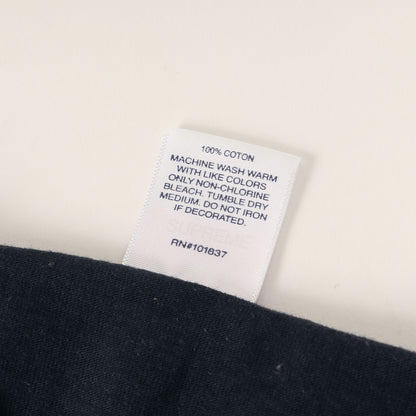 100% COTON
MACHINE WASH WARM
WITH LIKE COLORS
ONLY NON-CHLORINE
BLEACH. TUMBLE DRY
MEDIUM. DO NOT IRON
IF DECORATED.
SUPREME
RN#101837